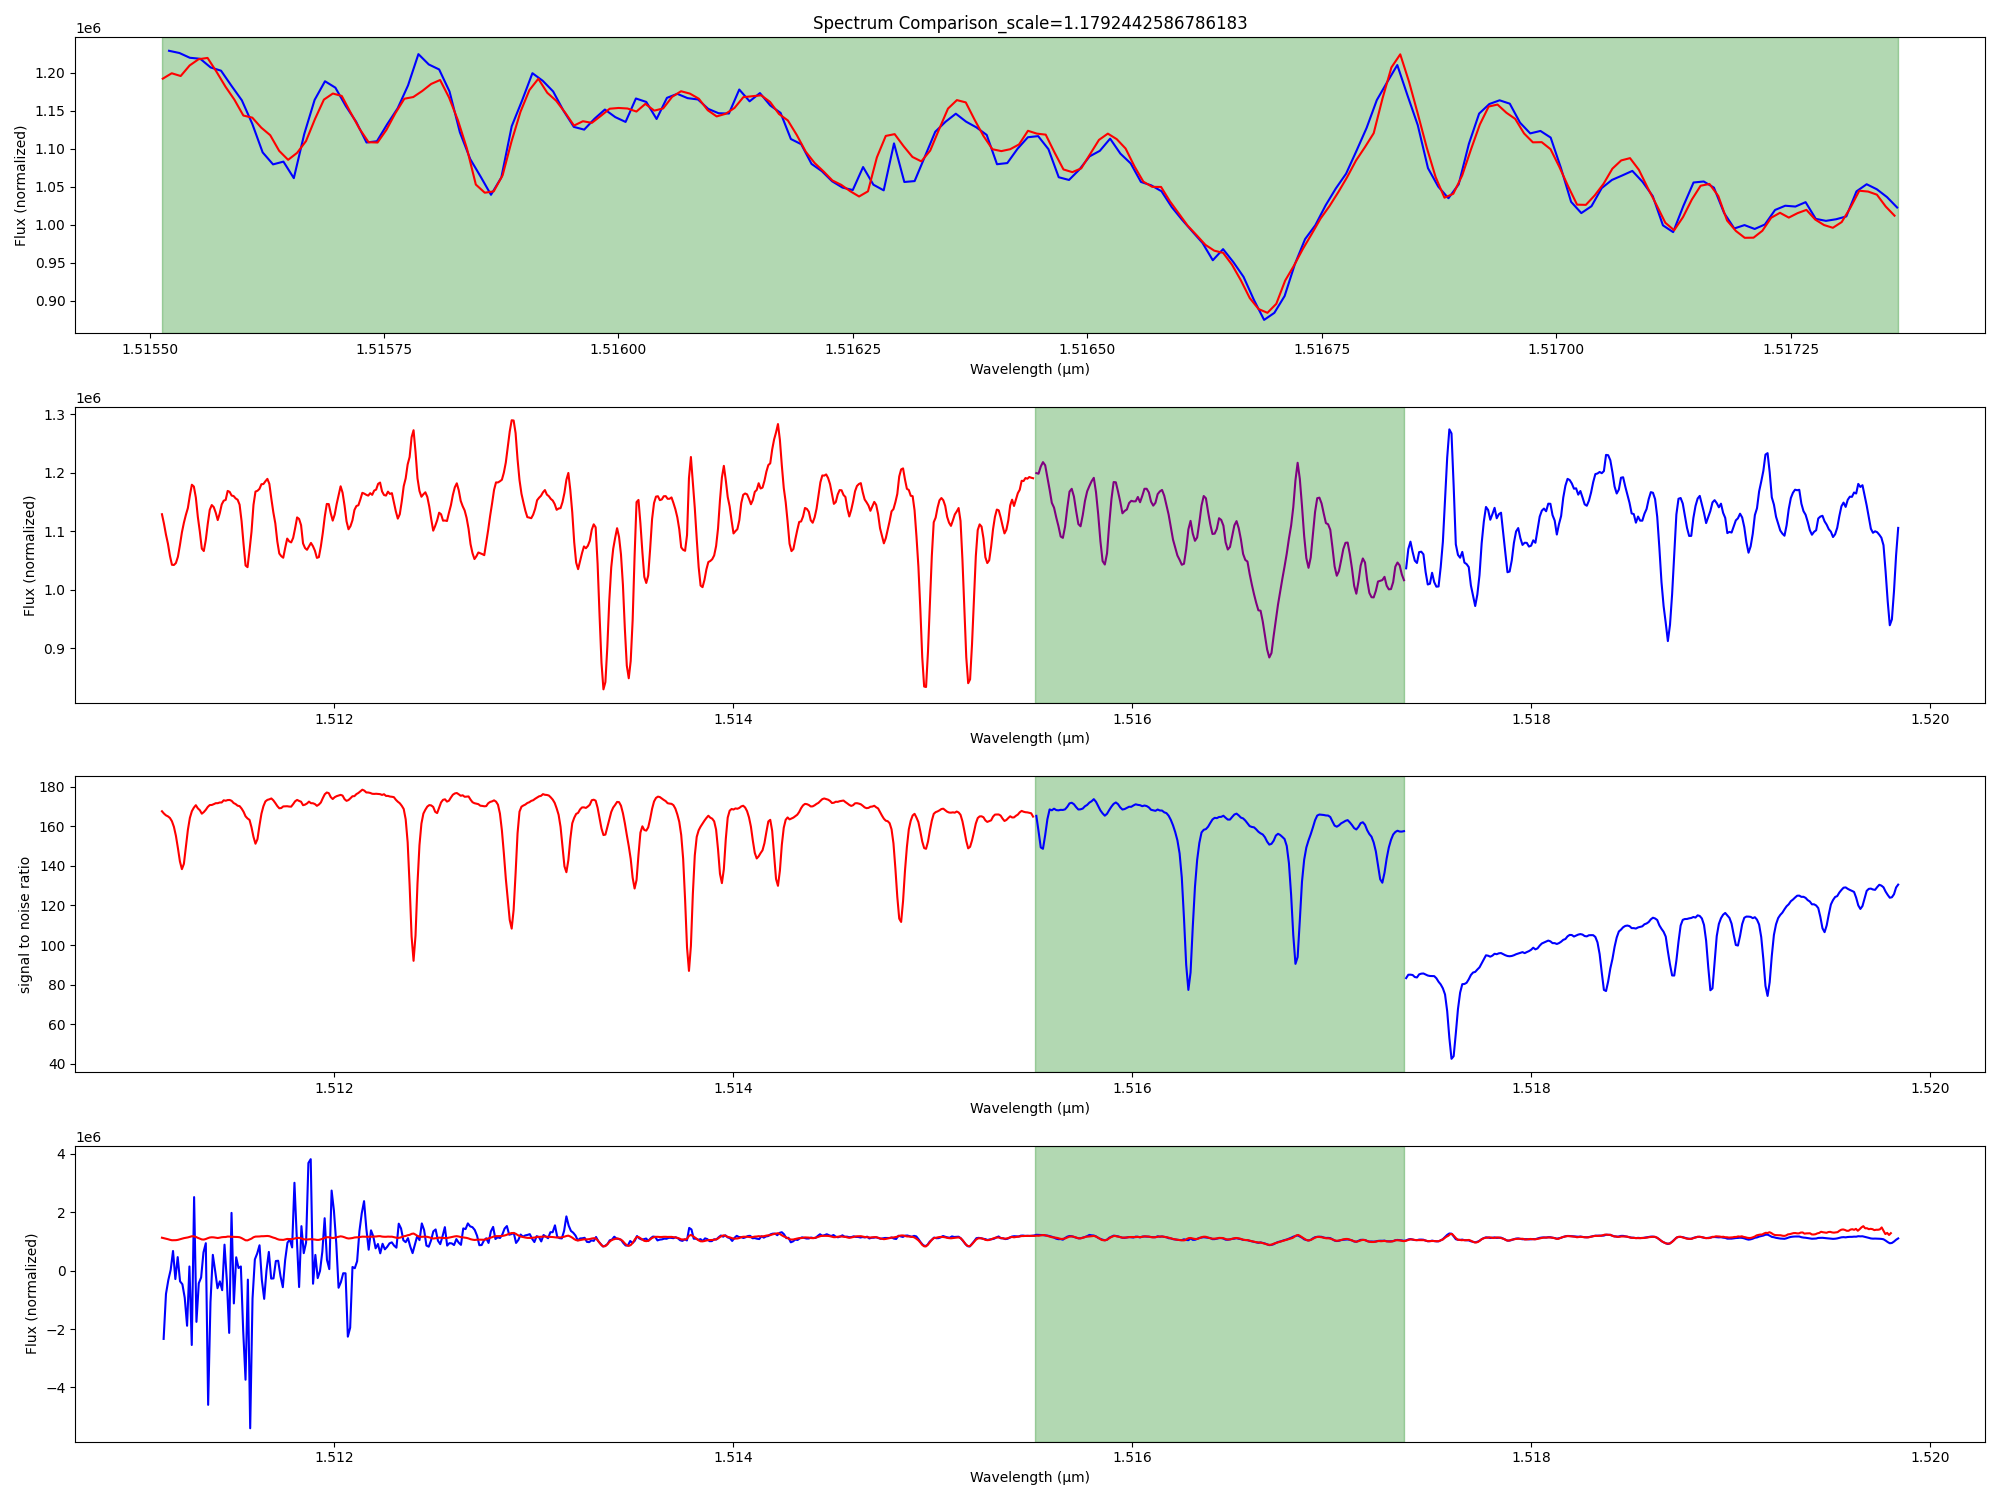 Spectrum Comparison_scale=1.1792442586786183
1e6
1.20
1.15
1.10
1.05
1.00
0.95
0.90
Flux (normalized)
1.51550 1.51575 1.51600 1.51625 1.51650 1.51675 1.51700 1.51725
Wavelength (μm)
1e6
1.3
1.2
1.1
1.0
0.9
Flux (normalized)
1.512 1.514 1.516 1.518 1.520
Wavelength (μm)
180
160
140
120
100
80
60
40
signal to noise ratio
1.512 1.514 1.516 1.518 1.520
Wavelength (μm)
1e6
4
2
0
−2
−4
Flux (normalized)
1.512 1.514 1.516 1.518 1.520
Wavelength (μm)